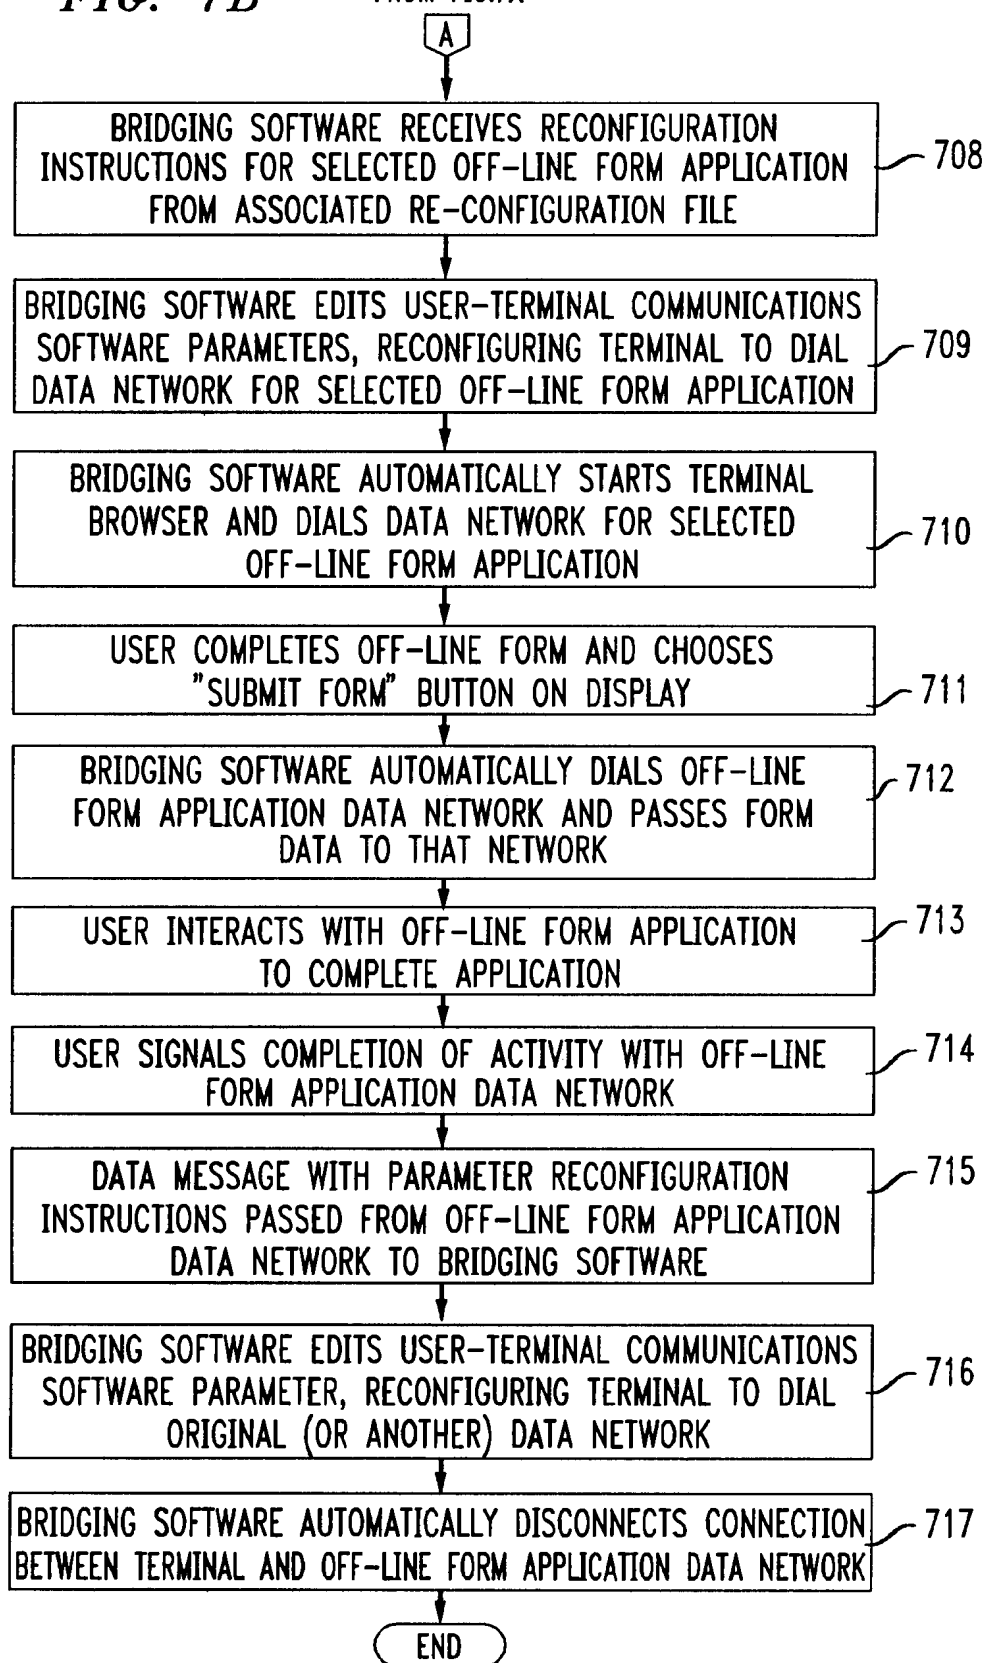 FIG. 7B
A
BRIDGING SOFTWARE RECEIVES RECONFIGURATION
INSTRUCTIONS FOR SELECTED OFF-LINE FORM APPLICATION
FROM ASSOCIATED RE-CONFIGURATION FILE
708
BRIDGING SOFTWARE EDITS USER-TERMINAL COMMUNICATIONS
SOFTWARE PARAMETERS, RECONFIGURING TERMINAL TO DIAL
DATA NETWORK FOR SELECTED OFF-LINE FORM APPLICATION
709
BRIDGING SOFTWARE AUTOMATICALLY STARTS TERMINAL
BROWSER AND DIALS DATA NETWORK FOR SELECTED
OFF-LINE FORM APPLICATION
710
USER COMPLETES OFF-LINE FORM AND CHOOSES
"SUBMIT FORM" BUTTON ON DISPLAY
711
BRIDGING SOFTWARE AUTOMATICALLY DIALS OFF-LINE
FORM APPLICATION DATA NETWORK AND PASSES FORM
DATA TO THAT NETWORK
712
USER INTERACTS WITH OFF-LINE FORM APPLICATION
TO COMPLETE APPLICATION
713
USER SIGNALS COMPLETION OF ACTIVITY WITH OFF-LINE
FORM APPLICATION DATA NETWORK
714
DATA MESSAGE WITH PARAMETER RECONFIGURATION
INSTRUCTIONS PASSED FROM OFF-LINE FORM APPLICATION
DATA NETWORK TO BRIDGING SOFTWARE
715
BRIDGING SOFTWARE EDITS USER-TERMINAL COMMUNICATIONS
SOFTWARE PARAMETER, RECONFIGURING TERMINAL TO DIAL
ORIGINAL (OR ANOTHER) DATA NETWORK
716
BRIDGING SOFTWARE AUTOMATICALLY DISCONNECTS CONNECTION
BETWEEN TERMINAL AND OFF-LINE FORM APPLICATION DATA NETWORK
717
END